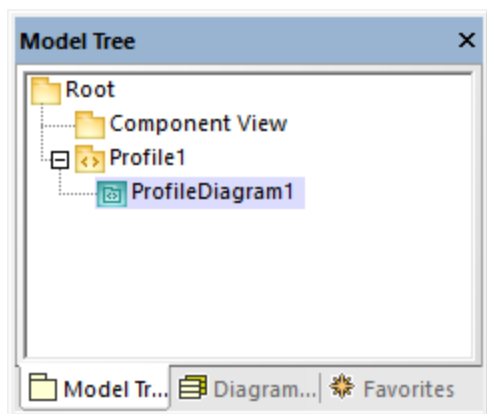 Model Tree
Root
Component View
Profile1
ProfileDiagram1
Model Tr... Diagram... Favorites